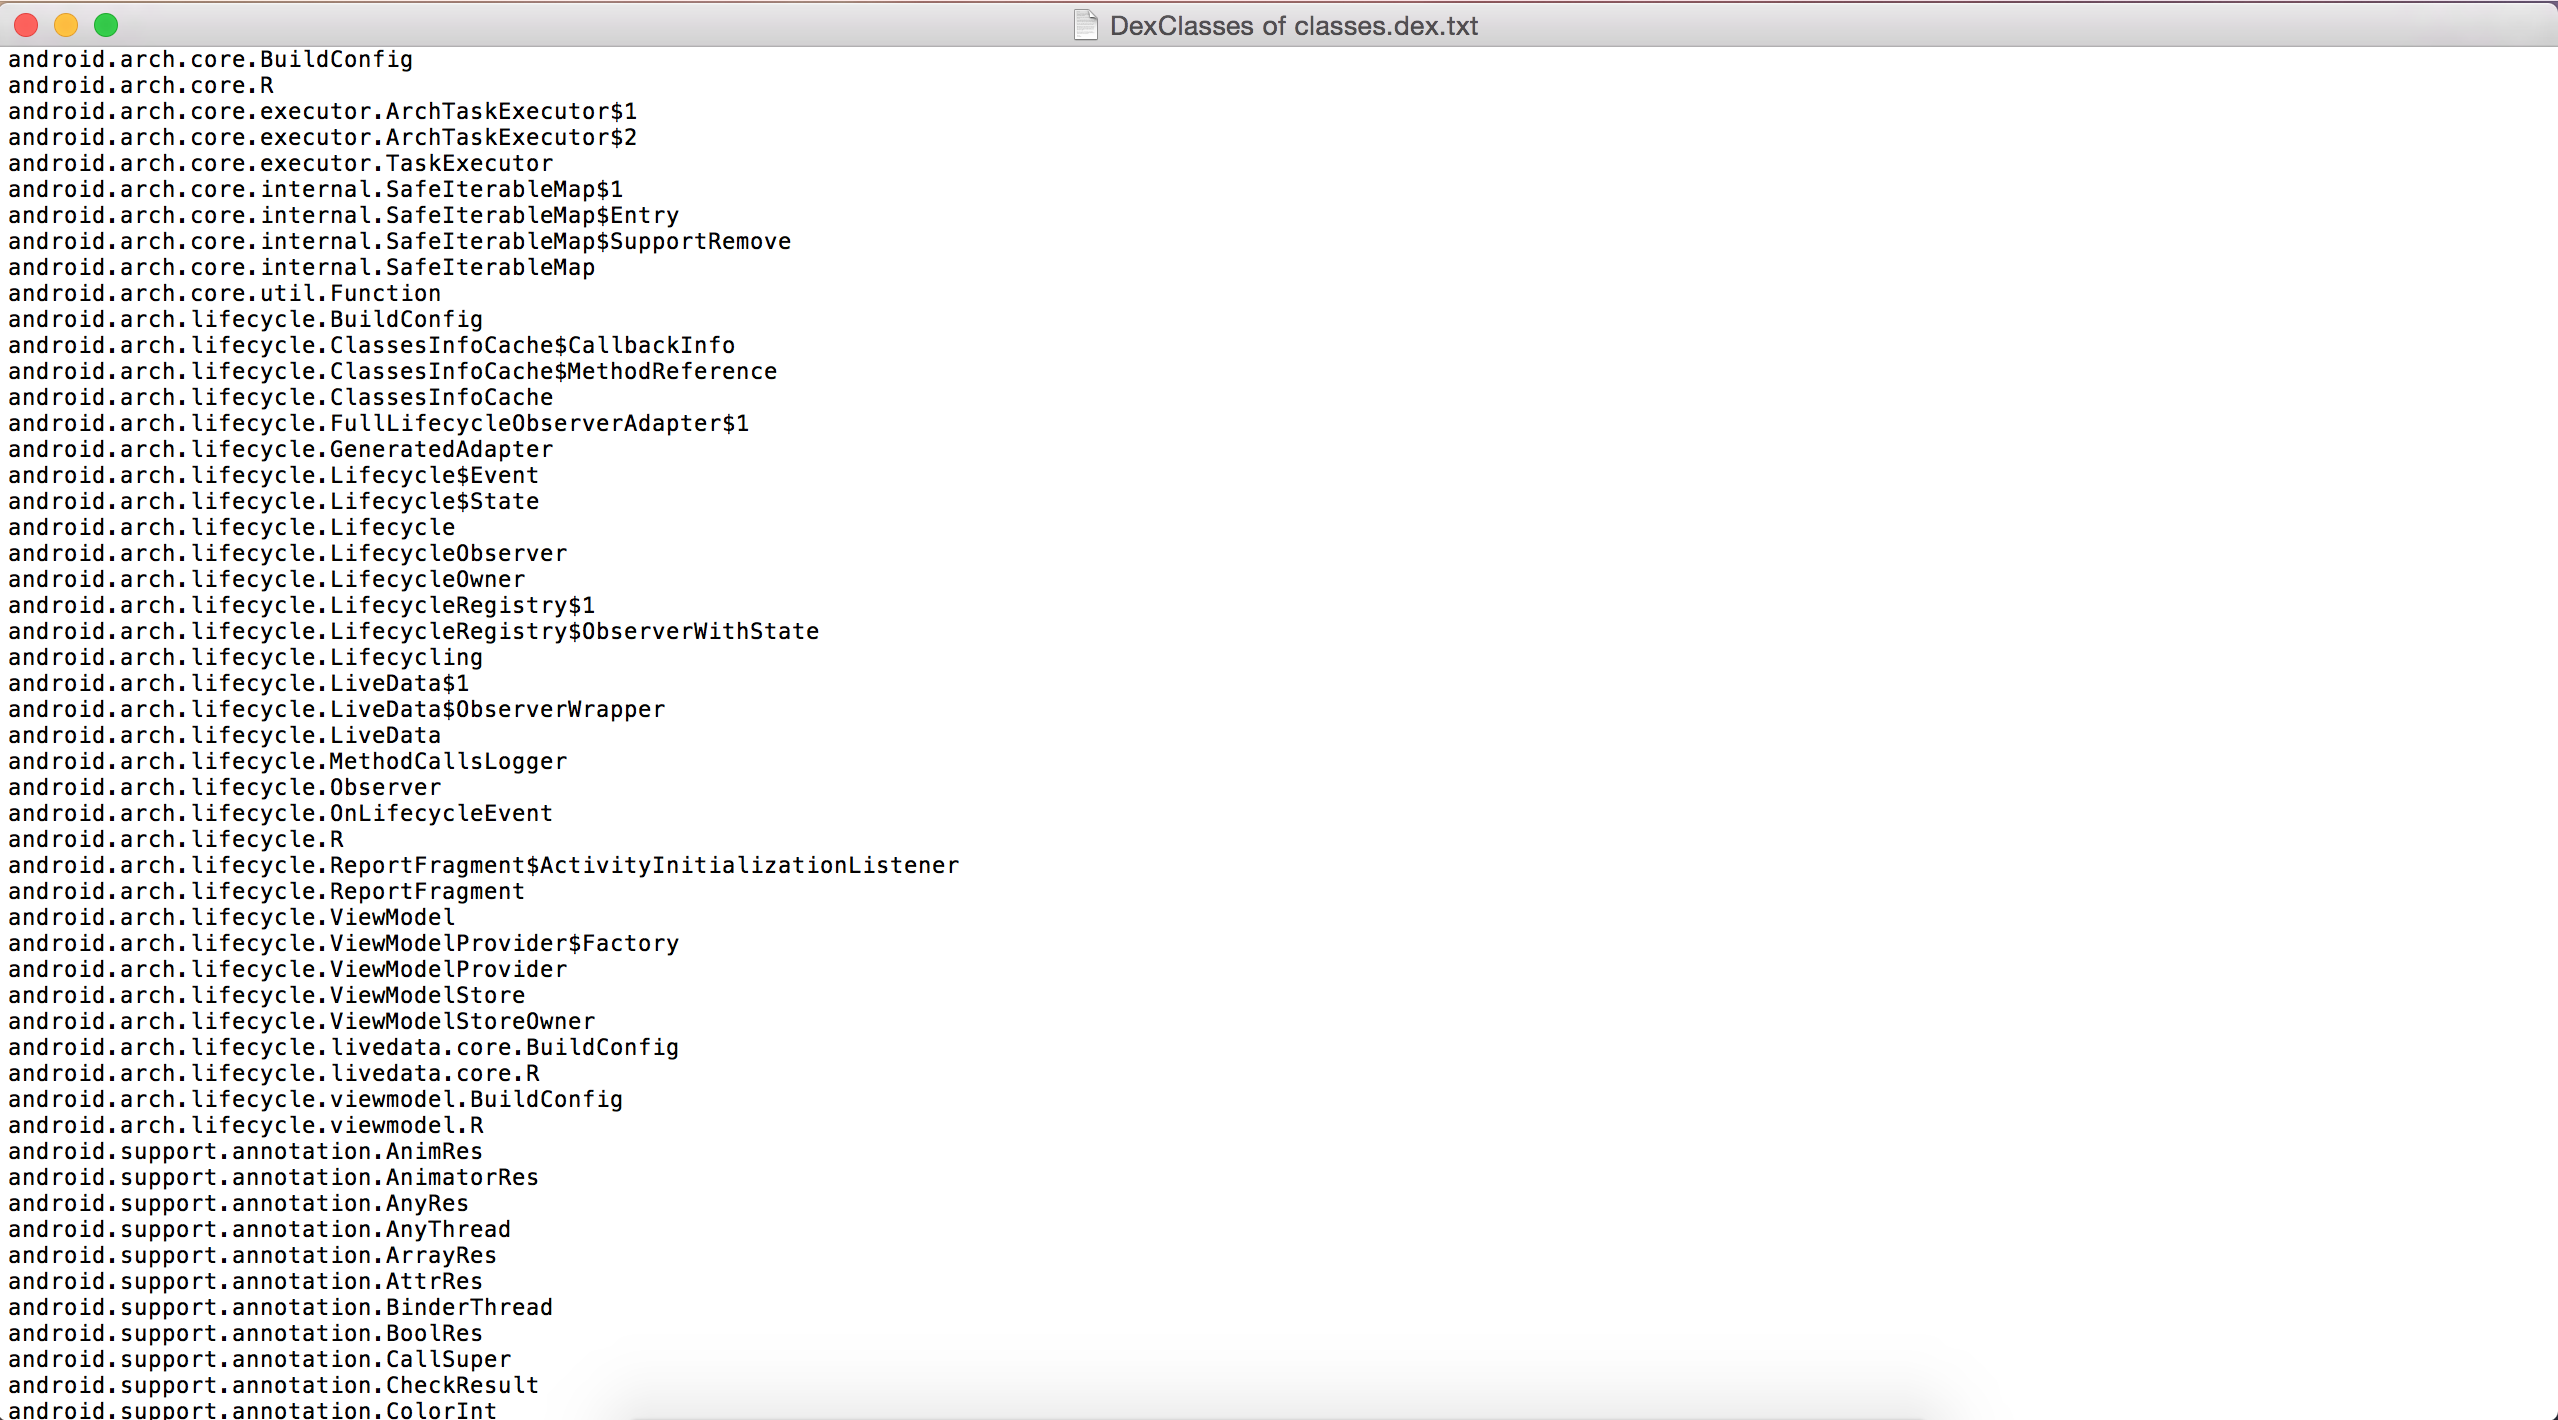 DexClasses of classes.dex.txt
android.arch.core.BuildConfig
android.arch.core.R
android.arch.core.executor.ArchTaskExecutor$1
android.arch.core.executor.ArchTaskExecutor$2
android.arch.core.executor.TaskExecutor
android.arch.core.internal.SafeIterableMap$1
android.arch.core.internal.SafeIterableMap$Entry
android.arch.core.internal.SafeIterableMap$SupportRemove
android.arch.core.internal.SafeIterableMap
android.arch.core.util.Function
android.arch.lifecycle.BuildConfig
android.arch.lifecycle.ClassesInfoCache$CallbackInfo
android.arch.lifecycle.ClassesInfoCache$MethodReference
android.arch.lifecycle.ClassesInfoCache
android.arch.lifecycle.FullLifecycleObserverAdapter$1
android.arch.lifecycle.GeneratedAdapter
android.arch.lifecycle.Lifecycle$Event
android.arch.lifecycle.Lifecycle$State
android.arch.lifecycle.Lifecycle
android.arch.lifecycle.LifecycleObserver
android.arch.lifecycle.LifecycleOwner
android.arch.lifecycle.LifecycleRegistry$1
android.arch.lifecycle.LifecycleRegistry$ObserverWithState
android.arch.lifecycle.Lifecycling
android.arch.lifecycle.LiveData$1
android.arch.lifecycle.LiveData$ObserverWrapper
android.arch.lifecycle.LiveData
android.arch.lifecycle.MethodCallsLogger
android.arch.lifecycle.Observer
android.arch.lifecycle.OnLifecycleEvent
android.arch.lifecycle.R
android.arch.lifecycle.ReportFragment$ActivityInitializationListener
android.arch.lifecycle.ReportFragment
android.arch.lifecycle.ViewModel
android.arch.lifecycle.ViewModelProvider$Factory
android.arch.lifecycle.ViewModelProvider
android.arch.lifecycle.ViewModelStore
android.arch.lifecycle.ViewModelStoreOwner
android.arch.lifecycle.livedata.core.BuildConfig
android.arch.lifecycle.livedata.core.R
android.arch.lifecycle.viewmodel.BuildConfig
android.arch.lifecycle.viewmodel.R
android.support.annotation.AnimRes
android.support.annotation.AnimatorRes
android.support.annotation.AnyRes
android.support.annotation.AnyThread
android.support.annotation.ArrayRes
android.support.annotation.AttrRes
android.support.annotation.BinderThread
android.support.annotation.BoolRes
android.support.annotation.CallSuper
android.support.annotation.CheckResult
android.support.annotation.ColorInt